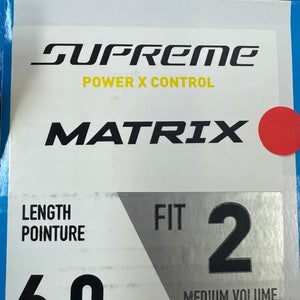 SUPREME
POWER X CONTROL
MATRIX
LENGTH
POINTURE
FIT 2
MEDIUM VOLUME